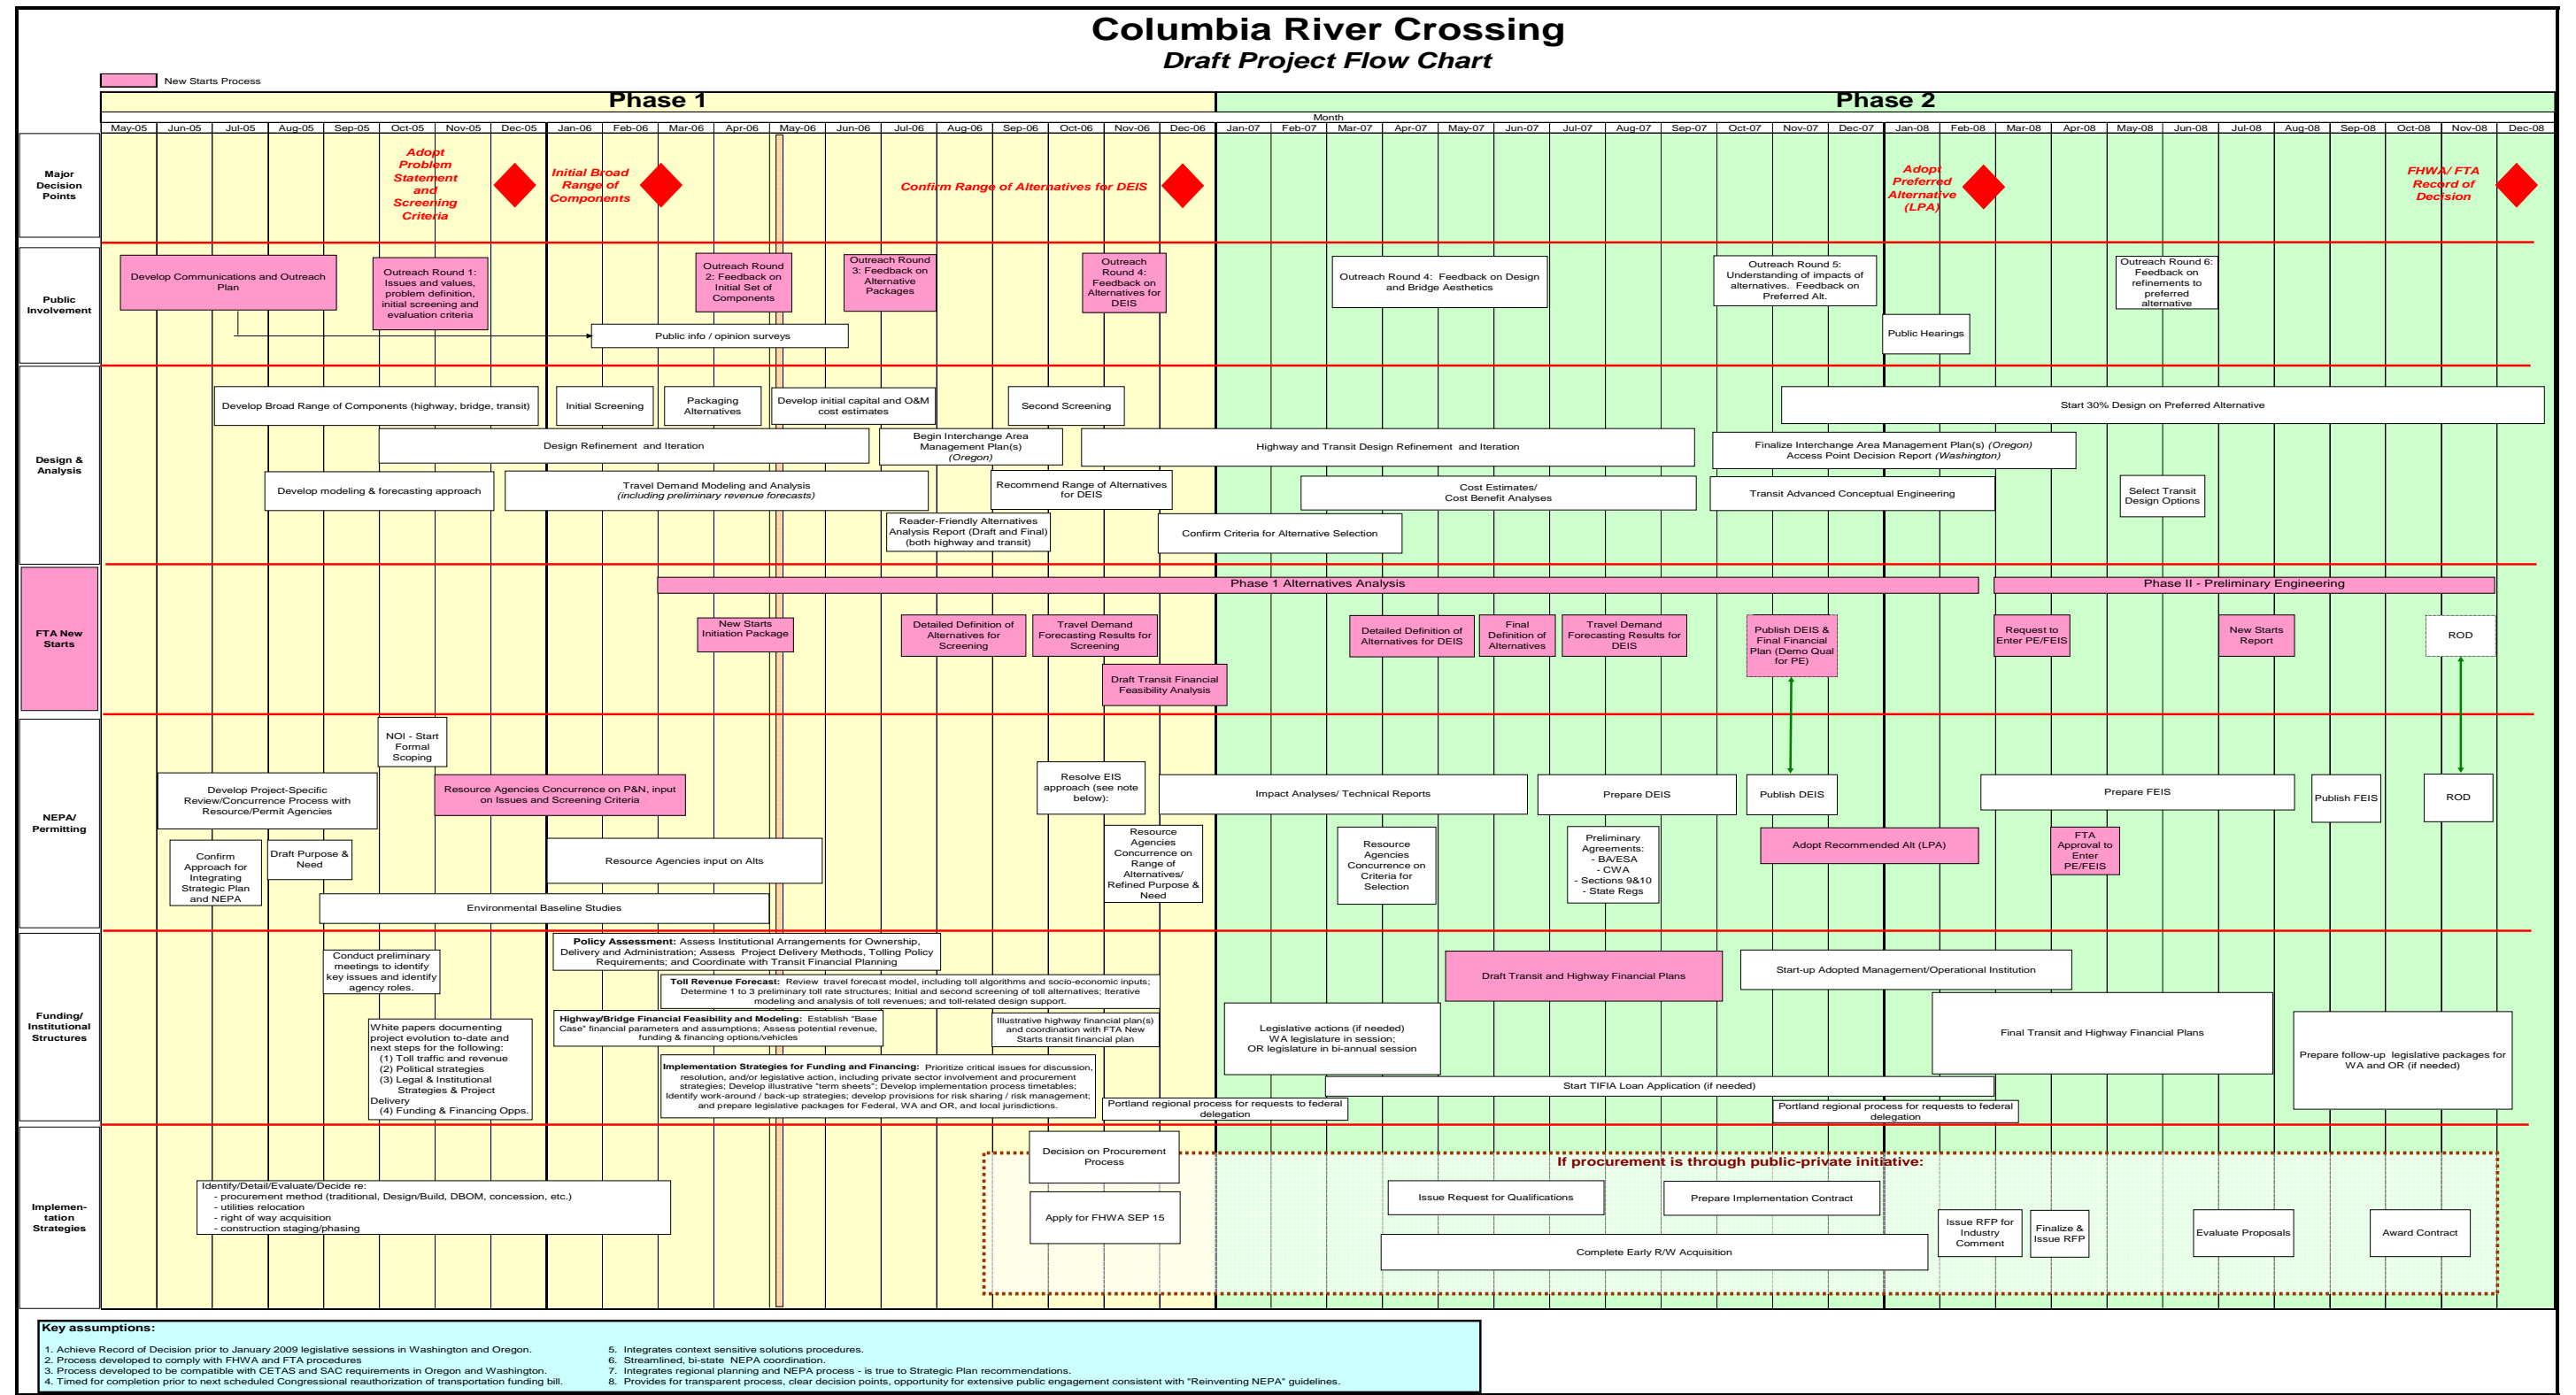 Columbia River Crossing
Draft Project Flow Chart
New Starts Process
Phase 1
Phase 2
Month
May-05 Jun-05 Jul-05 Aug-05 Sep-05 Oct-05 Nov-05 Dec-05 Jan-06 Feb-06 Mar-06 Apr-06 May-06 Jun-06 Jul-06 Aug-06 Sep-06 Oct-06 Nov-06 Dec-06 Jan-07 Feb-07 Mar-07 Apr-07 May-07 Jun-07 Jul-07 Aug-07 Sep-07 Oct-07 Nov-07 Dec-07 Jan-08 Feb-08 Mar-08 Apr-08 May-08 Jun-08 Jul-08 Aug-08 Sep-08 Oct-08 Nov-08 Dec-08
Major
Decision
Points
Adopt
Problem
Statement
and
Screening
Criteria
Initial Broad
Range of
Components
Confirm Range of Alternatives for DEIS
Adopt
Preferred
Alternative
(LPA)
FHWA/ FTA
Record of
Decision
Public
Involvement
Develop Communications and Outreach
Plan
Outreach Round 1:
Issues and values,
problem definition,
initial screening and
evaluation criteria
Outreach Round
2: Feedback on
Initial Set of
Components
Outreach Round
3: Feedback on
Alternative
Packages
Outreach
Round 4:
Feedback on
Alternatives for
DEIS
Outreach Round 4:  Feedback on Design
and Bridge Aesthetics
Outreach Round 5:
Understanding of impacts of
alternatives.  Feedback on
Preferred Alt.
Outreach Round 6:
Feedback on
refinements to
preferred
alternative
Public info / opinion surveys
Public Hearings
Design &
Analysis
Develop Broad Range of Components (highway, bridge, transit)
Initial Screening
Packaging
Alternatives
Develop initial capital and O&M
cost estimates
Second Screening
Start 30% Design on Preferred Alternative
Design Refinement  and Iteration
Begin Interchange Area
Management Plan(s)
(Oregon)
Highway and Transit Design Refinement  and Iteration
Finalize Interchange Area Management Plan(s) (Oregon)
Access Point Decision Report (Washington)
Develop modeling & forecasting approach
Travel Demand Modeling and Analysis
(including preliminary revenue forecasts)
Recommend Range of Alternatives
for DEIS
Cost Estimates/
Cost Benefit Analyses
Transit Advanced Conceptual Engineering
Select Transit
Design Options
Reader-Friendly Alternatives
Analysis Report (Draft and Final)
(both highway and transit)
Confirm Criteria for Alternative Selection
FTA New
Starts
Phase 1 Alternatives Analysis
Phase II - Preliminary Engineering
New Starts
Initiation Package
Detailed Definition of
Alternatives for
Screening
Travel Demand
Forecasting Results for
Screening
Detailed Definition of
Alternatives for DEIS
Final
Definition of
Alternatives
Travel Demand
Forecasting Results for
DEIS
Publish DEIS &
Final Financial
Plan (Demo Qual
for PE)
Request to
Enter PE/FEIS
New Starts
Report
ROD
Draft Transit Financial
Feasibility Analysis
NEPA/
Permitting
NOI - Start
Formal
Scoping
Develop Project-Specific
Review/Concurrence Process with
Resource/Permit Agencies
Resource Agencies Concurrence on P&N, input
on Issues and Screening Criteria
Resolve EIS
approach (see note
below):
Impact Analyses/ Technical Reports
Prepare DEIS
Publish DEIS
Prepare FEIS
Publish FEIS
ROD
Confirm
Approach for
Integrating
Strategic Plan
and NEPA
Draft Purpose &
Need
Resource Agencies input on Alts
Resource
Agencies
Concurrence on
Range of
Alternatives/
Refined Purpose &
Need
Resource
Agencies
Concurrence on
Criteria for
Selection
Preliminary
Agreements:
- BA/ESA
- CWA
- Sections 9&10
- State Regs
Adopt Recommended Alt (LPA)
FTA
Approval to
Enter
PE/FEIS
Environmental Baseline Studies
Funding/
Institutional
Structures
Conduct preliminary
meetings to identify
key issues and identify
agency roles.
Policy Assessment: Assess Institutional Arrangements for Ownership,
Delivery and Administration; Assess  Project Delivery Methods, Tolling Policy
Requirements; and Coordinate with Transit Financial Planning
Toll Revenue Forecast:  Review  travel forecast model, including toll algorithms and socio-economic inputs;
Determine 1 to 3 preliminary toll rate structures; Initial and second screening of toll alternatives; Iterative
modeling and analysis of toll revenues; and toll-related design support.
Draft Transit and Highway Financial Plans
Start-up Adopted Management/Operational Institution
White papers documenting
project evolution to-date and
next steps for the following:
(1) Toll traffic and revenue
(2) Political strategies
(3) Legal & Institutional
Strategies & Project
Delivery
(4) Funding & Financing Opps.
Highway/Bridge Financial Feasibility and Modeling:  Establish "Base
Case" financial parameters and assumptions; Assess potential revenue,
funding & financing options/vehicles
Illustrative highway financial plan(s)
and coordination with FTA New
Starts transit financial plan
Legislative actions (if needed)
WA legislature in session;
OR legislature in bi-annual session
Final Transit and Highway Financial Plans
Prepare follow-up  legislative packages for
WA and OR (if needed)
Implementation Strategies for Funding and Financing:  Prioritize critical issues for discussion,
resolution, and/or legislative action, including private sector involvement and procurement
strategies; Develop illustrative "term sheets"; Develop implementation process timetables;
Identify work-around / back-up strategies; develop provisions for risk sharing / risk management;
and prepare legislative packages for Federal, WA and OR, and local jurisdictions.
Start TIFIA Loan Application (if needed)
Portland regional process for requests to federal
delegation
Portland regional process for requests to federal
delegation
Implemen-
tation
Strategies
Decision on Procurement
Process
If procurement is through public-private initiative:
Identify/Detail/Evaluate/Decide re:
- procurement method (traditional, Design/Build, DBOM, concession, etc.)
- utilities relocation
- right of way acquisition
- construction staging/phasing
Apply for FHWA SEP 15
Issue Request for Qualifications
Prepare Implementation Contract
Issue RFP for
Industry
Comment
Finalize &
Issue RFP
Evaluate Proposals
Award Contract
Complete Early R/W Acquisition
Key assumptions:
1. Achieve Record of Decision prior to January 2009 legislative sessions in Washington and Oregon.
2. Process developed to comply with FHWA and FTA procedures
3. Process developed to be compatible with CETAS and SAC requirements in Oregon and Washington.
4. Timed for completion prior to next scheduled Congressional reauthorization of transportation funding bill.
5.  Integrates context sensitive solutions procedures.
6.  Streamlined, bi-state  NEPA coordination.
7.  Integrates regional planning and NEPA process - is true to Strategic Plan recommendations.
8.  Provides for transparent process, clear decision points, opportunity for extensive public engagement consistent with "Reinventing NEPA" guidelines.